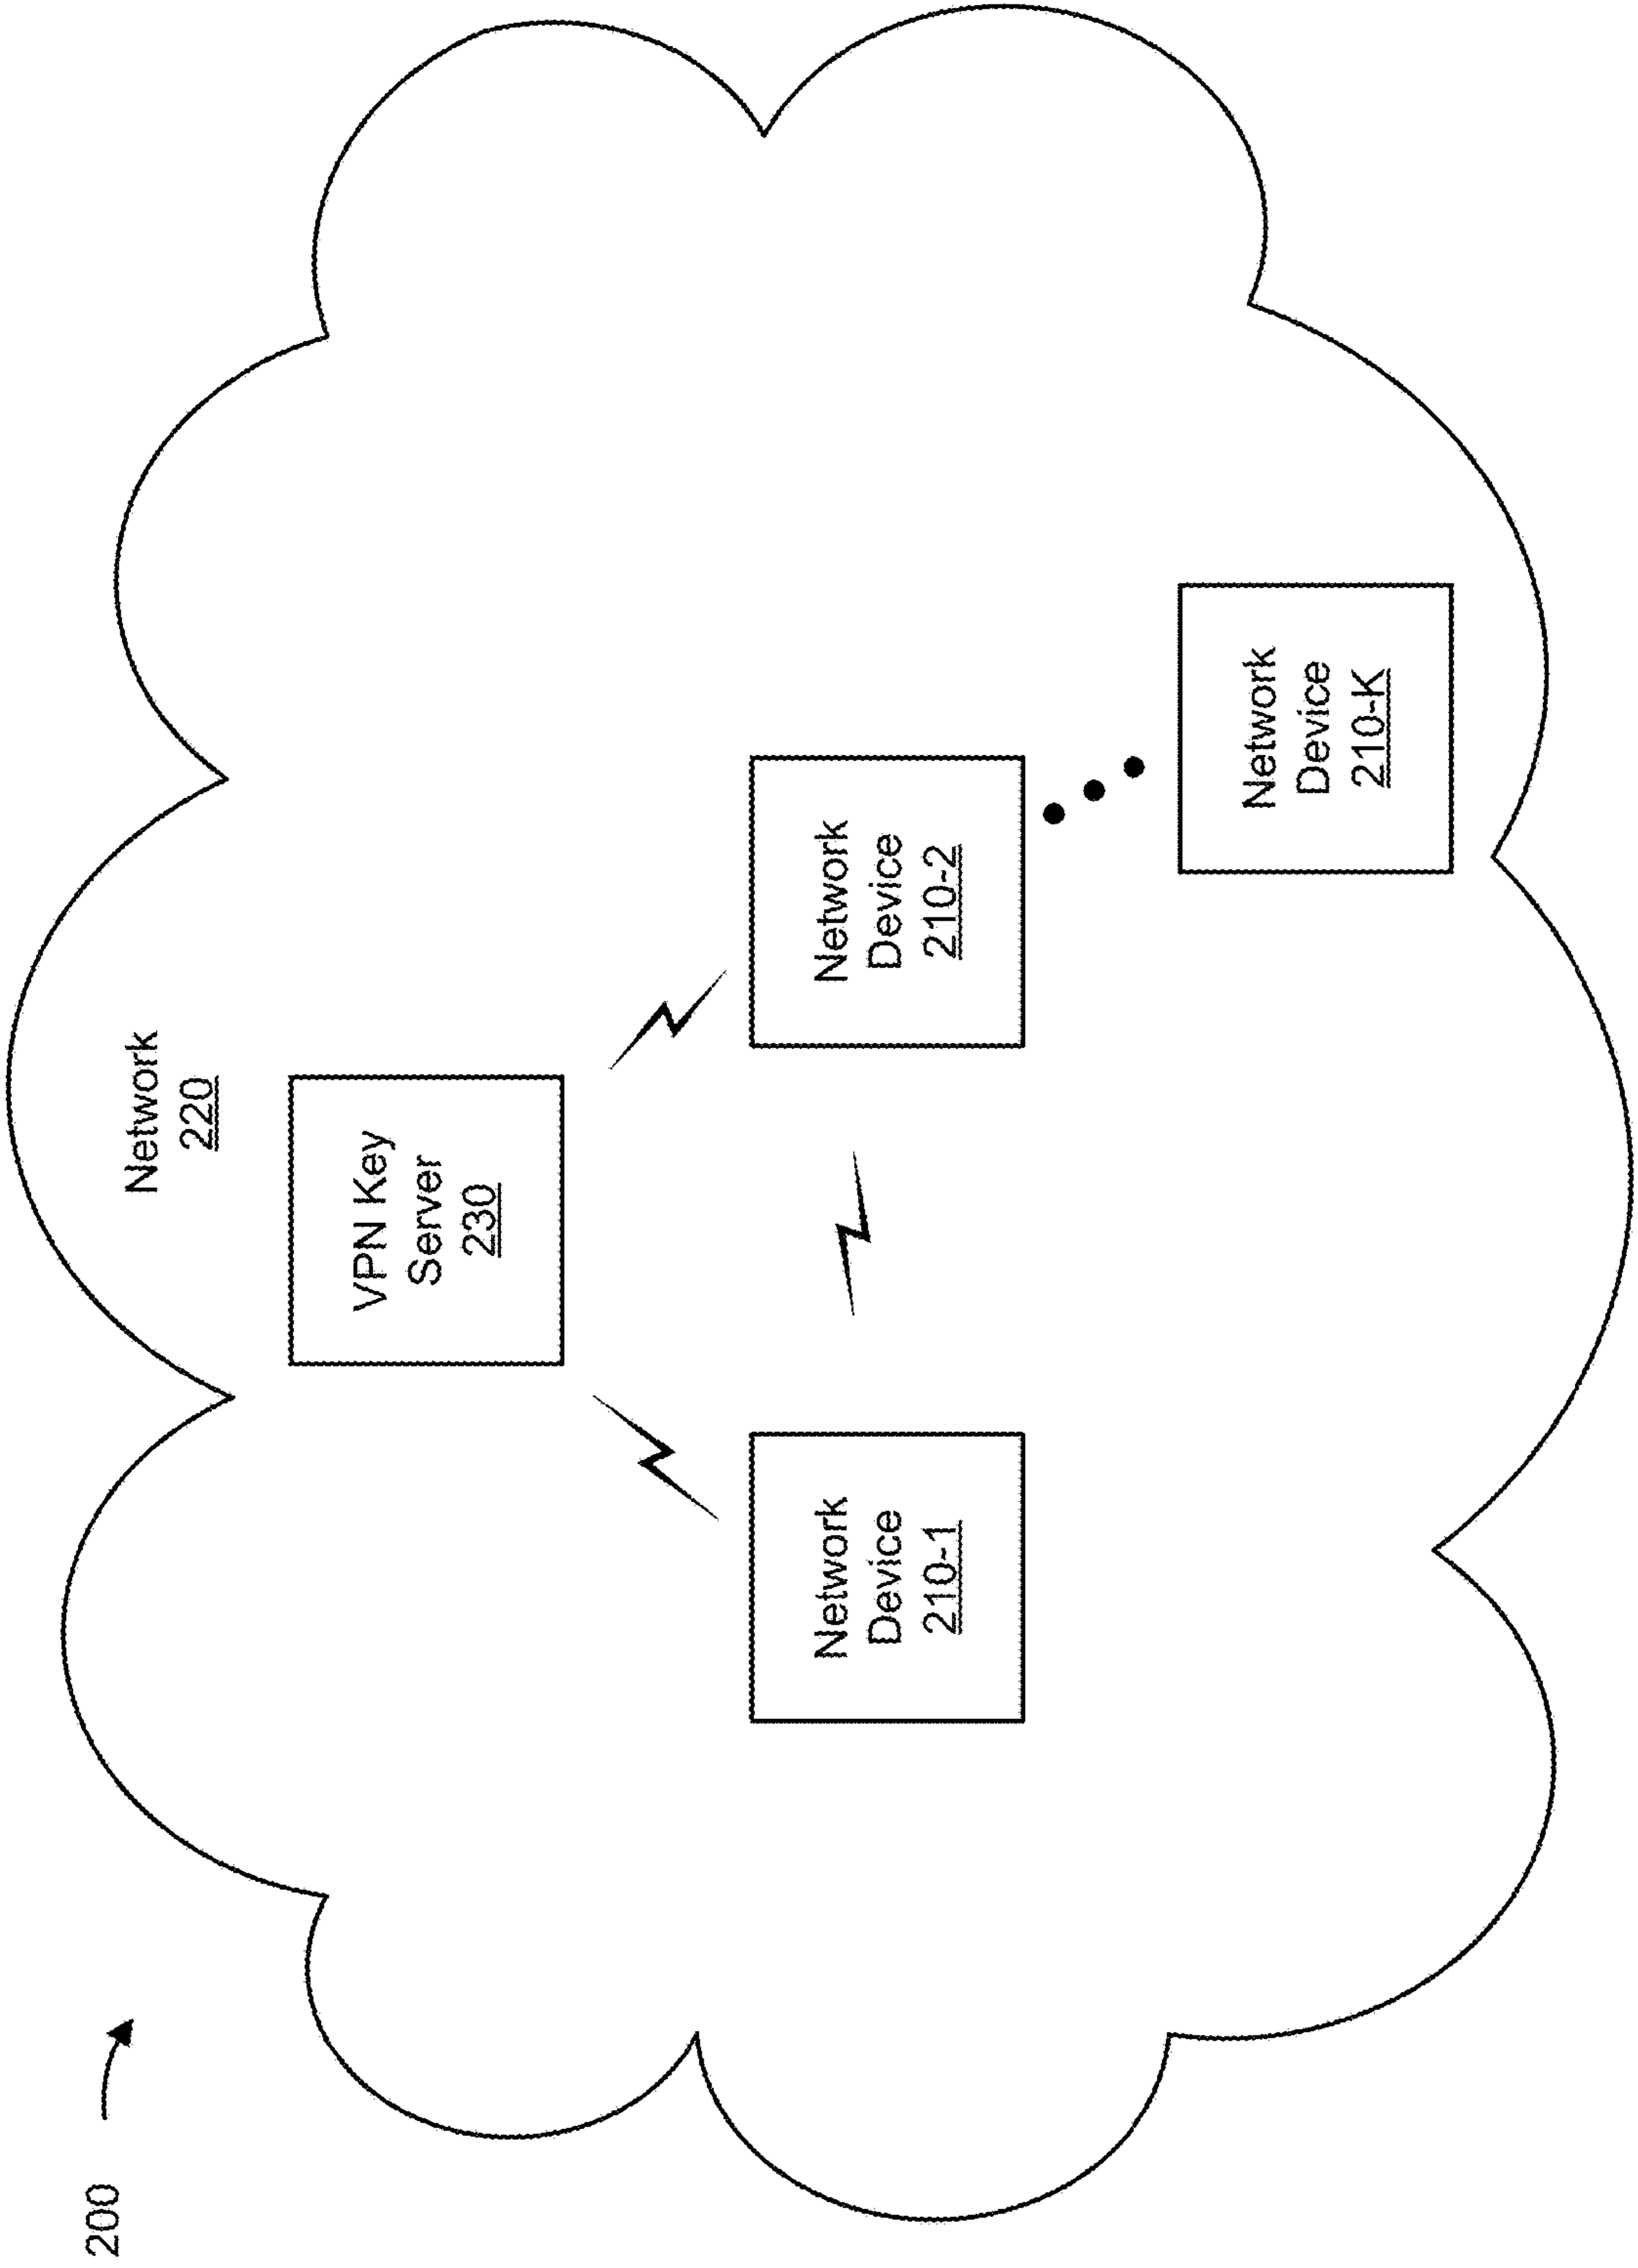 200
Network
220
VPN Key
Server
230
Network
Device
210-1
Network
Device
210-2
Network
Device
210-K